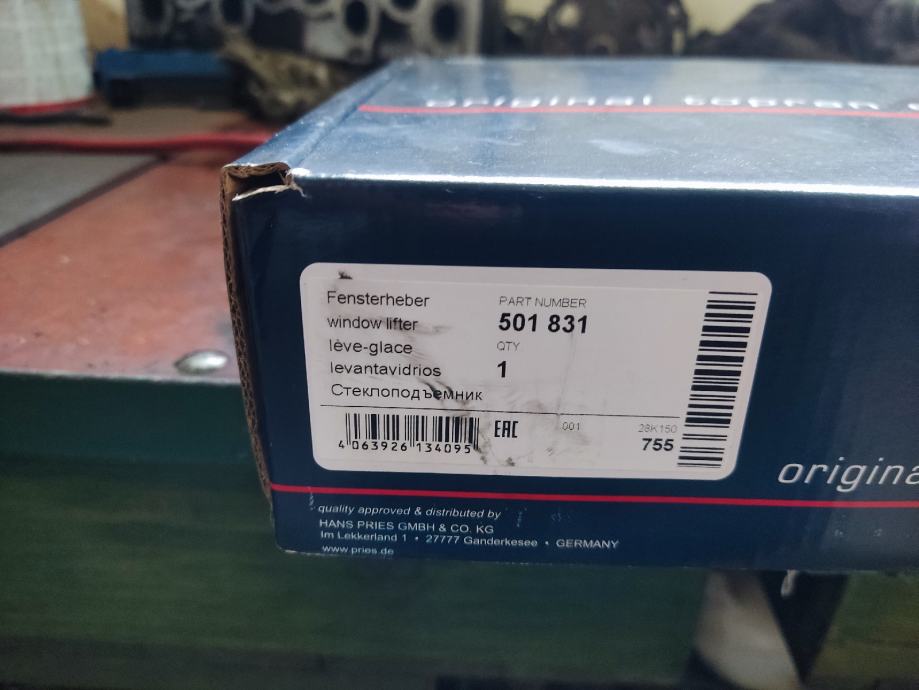 original topran
Fensterheber
window lifter
lève-glace
levantavidrios
Стеклоподъемник
PART NUMBER
501 831
QTY
1
4 063926 134095
EAC
001
28K150
755
origina
quality approved & distributed by
HANS PRIES GMBH & CO. KG
Im Lekkerland 1 • 27777 Ganderkesee • GERMANY
www.pries.de